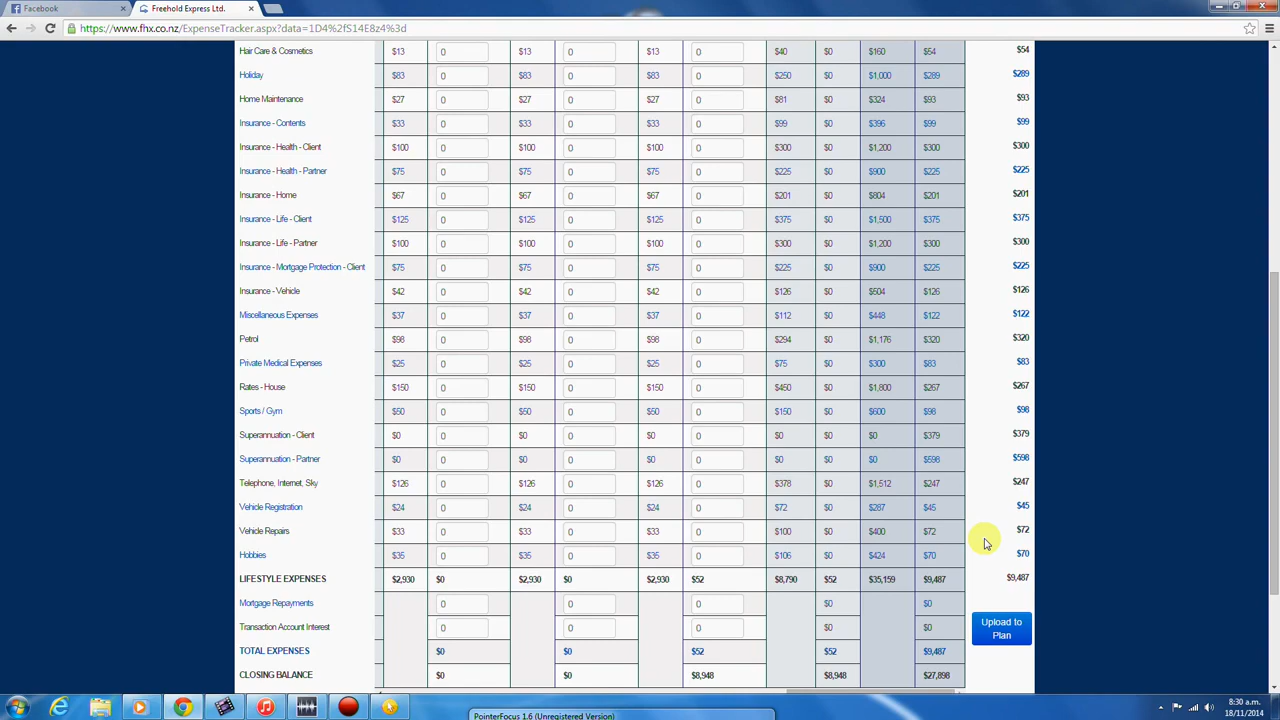 Facebook × Freehold Express Ltd. ×
https://www.fhx.co.nz/ExpenseTracker.aspx?data=1D4%2fS14E8z4%3d
Hair Care & Cosmetics $13 0 $13 0 $13 0 $40 $0 $160 $54 $54
Holiday $83 0 $83 0 $83 0 $250 $0 $1,000 $289 $289
Home Maintenance $27 0 $27 0 $27 0 $81 $0 $324 $93 $93
Insurance - Contents $33 0 $33 0 $33 0 $99 $0 $396 $99 $99
Insurance - Health - Client $100 0 $100 0 $100 0 $300 $0 $1,200 $300 $300
Insurance - Health - Partner $75 0 $75 0 $75 0 $225 $0 $900 $225 $225
Insurance - Home $67 0 $67 0 $67 0 $201 $0 $804 $201 $201
Insurance - Life - Client $125 0 $125 0 $125 0 $375 $0 $1,500 $375 $375
Insurance - Life - Partner $100 0 $100 0 $100 0 $300 $0 $1,200 $300 $300
Insurance - Mortgage Protection - Client $75 0 $75 0 $75 0 $225 $0 $900 $225 $225
Insurance - Vehicle $42 0 $42 0 $42 0 $126 $0 $504 $126 $126
Miscellaneous Expenses $37 0 $37 0 $37 0 $112 $0 $448 $122 $122
Petrol $98 0 $98 0 $98 0 $294 $0 $1,176 $320 $320
Private Medical Expenses $25 0 $25 0 $25 0 $75 $0 $300 $83 $83
Rates - House $150 0 $150 0 $150 0 $450 $0 $1,800 $267 $267
Sports / Gym $50 0 $50 0 $50 0 $150 $0 $600 $98 $98
Superannuation - Client $0 0 $0 0 $0 0 $0 $0 $0 $379 $379
Superannuation - Partner $0 0 $0 0 $0 0 $0 $0 $0 $598 $598
Telephone, Internet, Sky $126 0 $126 0 $126 0 $378 $0 $1,512 $247 $247
Vehicle Registration $24 0 $24 0 $24 0 $72 $0 $287 $45 $45
Vehicle Repairs $33 0 $33 0 $33 0 $100 $0 $400 $72 $72
Hobbies $35 0 $35 0 $35 0 $106 $0 $424 $70 $70
LIFESTYLE EXPENSES $2,930 $0 $2,930 $0 $2,930 $52 $8,790 $52 $35,159 $9,487 $9,487
Mortgage Repayments 0 0 0 $0 $0
Transaction Account Interest 0 0 0 $0 $0
Upload to
Plan
TOTAL EXPENSES $0 $0 $52 $52 $9,487
CLOSING BALANCE $0 $0 $8,948 $8,948 $27,898
8:30 a.m.
18/11/2014
PointerFocus 1.6 (Unregistered Version)